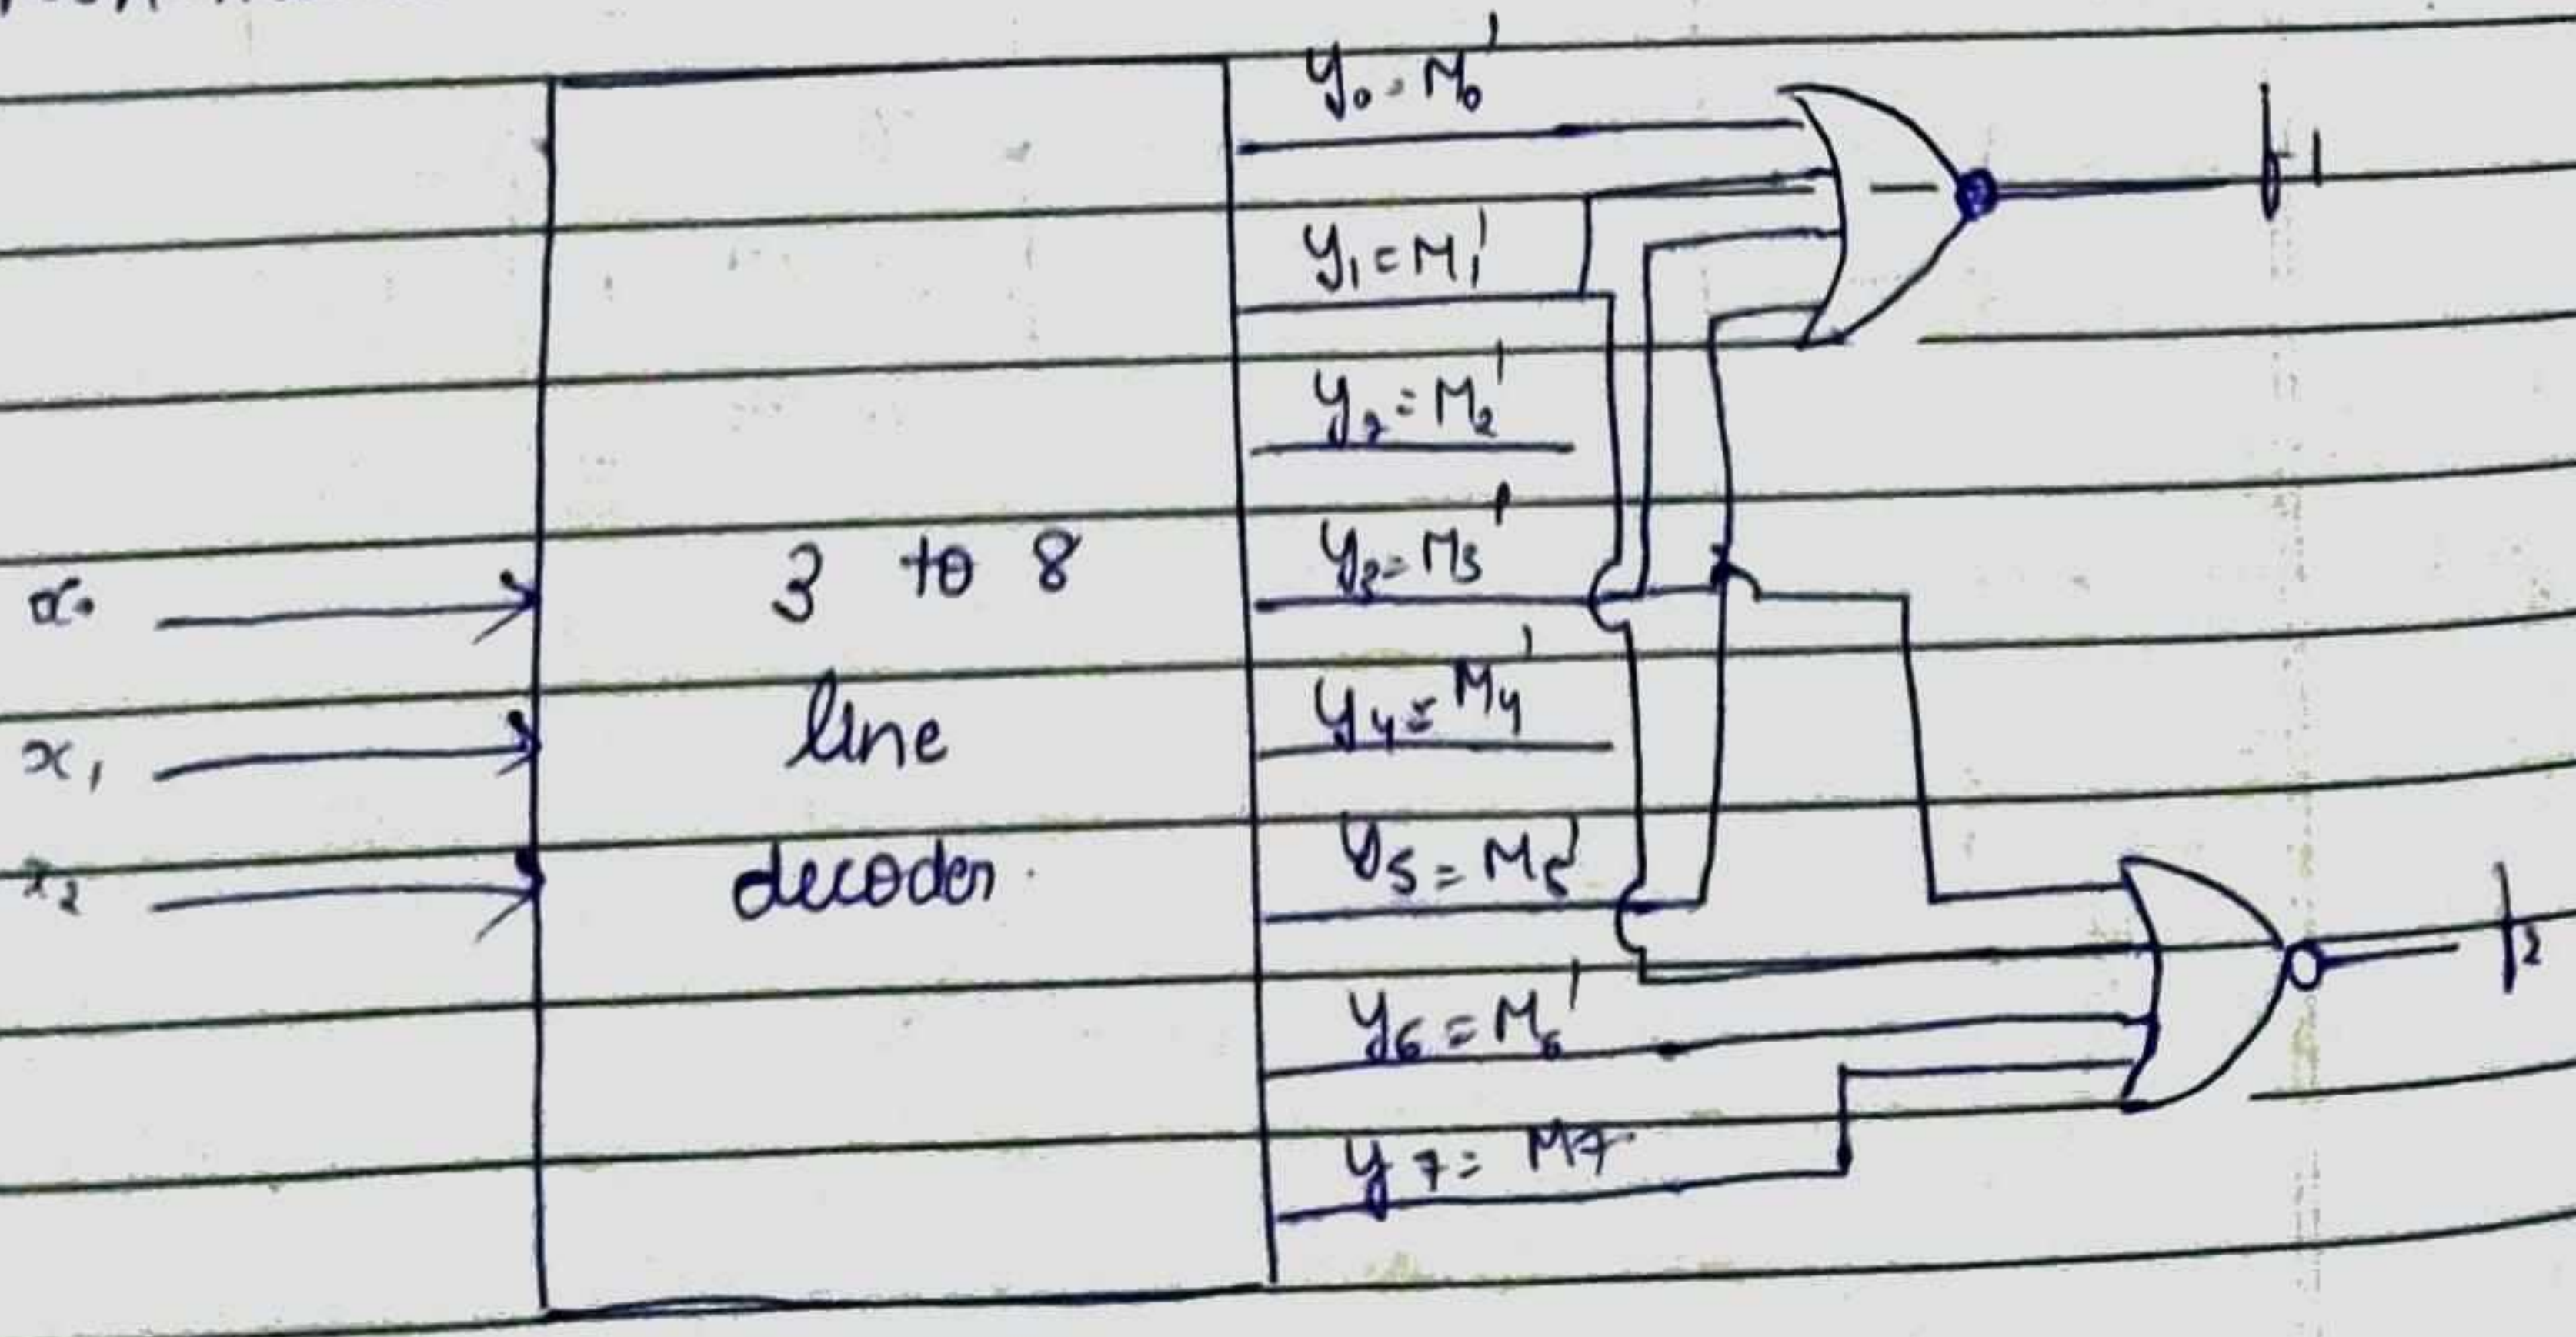 y₀ = M₀'
f1
y₁ = M₁'
y₂ = M₂'
y₃ = M₃'
x₀
3 to 8
y₄ = M₄'
x₁
line
y₅ = M₅'
x₂
decoder
f₂
y₆ = M₆'
y₇ = M7